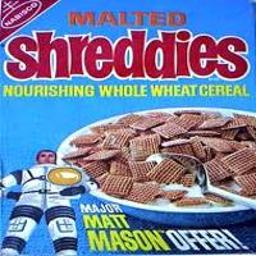 NABISCO
MALTED
shreddies
NOURISHING WHOLE WHEAT CEREAL
MAJOR
MATT
MASON OFFER!